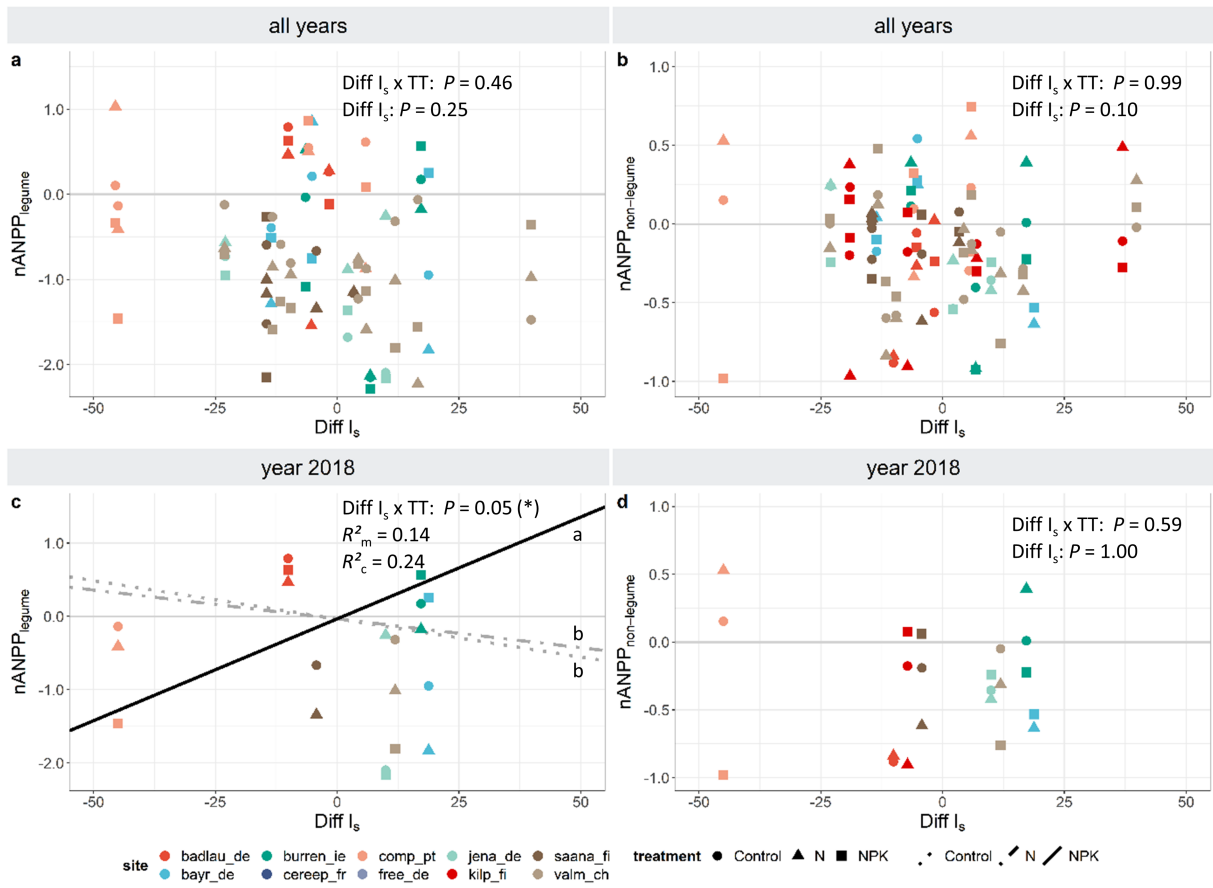 all years
all years
a
Diff Is x TT: P = 0.46
Diff Is: P = 0.25
nANPPlegume
1.0
0.0
-1.0
-2.0
-50
-25
0
25
50
Diff Is
b
Diff Is x TT: P = 0.99
Diff Is: P = 0.10
nANPPnon-legume
1.0
0.5
0.0
-0.5
-1.0
-50
-25
0
25
50
Diff Is
year 2018
year 2018
c
Diff Is x TT: P = 0.05 (*)
R²m = 0.14
R²c = 0.24
a
b
b
nANPPlegume
1.0
0.0
-1.0
-2.0
-50
-25
0
25
50
Diff Is
d
Diff Is x TT: P = 0.59
Diff Is: P = 1.00
nANPPnon-legume
1.0
0.5
0.0
-0.5
-1.0
-50
-25
0
25
50
Diff Is
site
badlau_de burren_ie comp_pt jena_de saana_fi
bayr_de cereep_fr free_de kilp_fi valm_ch
treatment Control N NPK Control N NPK